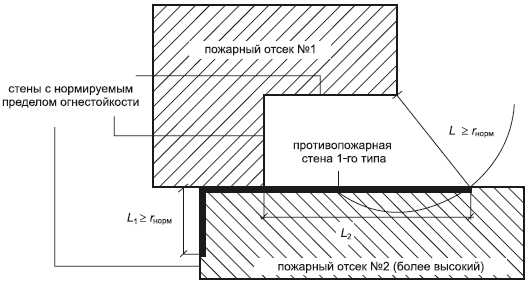 пожарный отсек №1
стены с нормируемым
пределом огнестойкости
L ≥ rнорм
противопожарная
стена 1-го типа
L1 ≥ rнорм
L2
пожарный отсек №2 (более высокий)